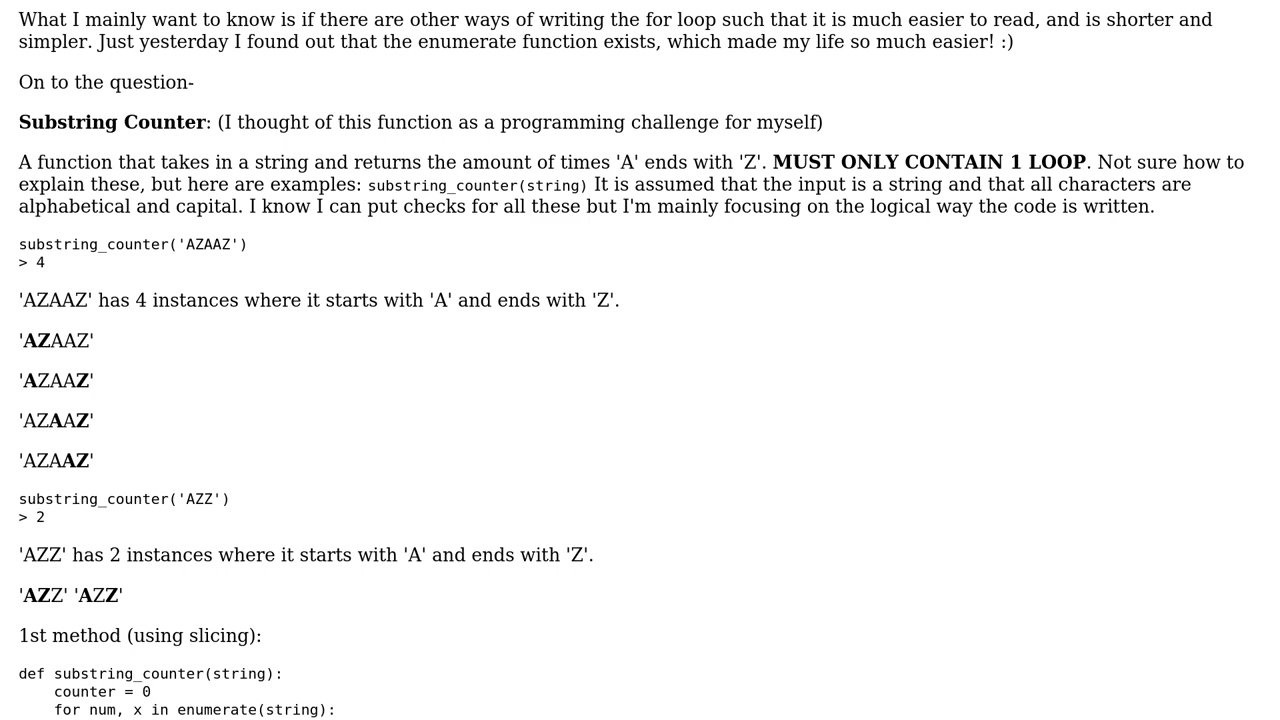 What I mainly want to know is if there are other ways of writing the for loop such that it is much easier to read, and is shorter and
simpler. Just yesterday I found out that the enumerate function exists, which made my life so much easier! :)
On to the question-
Substring Counter: (I thought of this function as a programming challenge for myself)
A function that takes in a string and returns the amount of times 'A' ends with 'Z'. MUST ONLY CONTAIN 1 LOOP. Not sure how to
explain these, but here are examples: substring_counter(string) It is assumed that the input is a string and that all characters are
alphabetical and capital. I know I can put checks for all these but I'm mainly focusing on the logical way the code is written.
substring_counter('AZAAZ')
> 4
'AZAAZ' has 4 instances where it starts with 'A' and ends with 'Z'.
'AZAAZ'
'AZAAZ'
'AZAAZ'
'AZAAZ'
substring_counter('AZZ')
> 2
'AZZ' has 2 instances where it starts with 'A' and ends with 'Z'.
'AZZ' 'AZZ'
1st method (using slicing):
def substring_counter(string):
    counter = 0
    for num, x in enumerate(string):